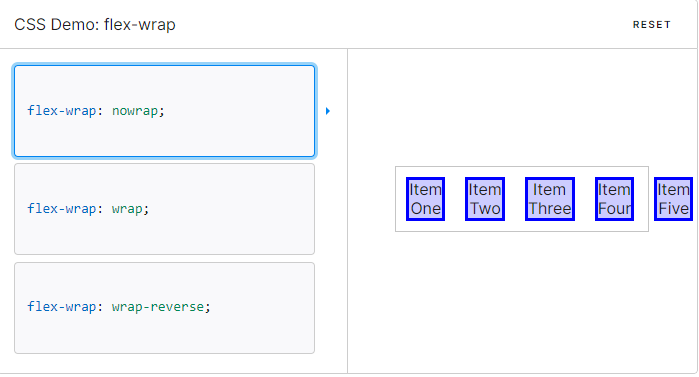 CSS Demo: flex-wrap
RESET
flex-wrap: nowrap;
flex-wrap: wrap;
flex-wrap: wrap-reverse;
Item One
Item Two
Item Three
Item Four
Item Five